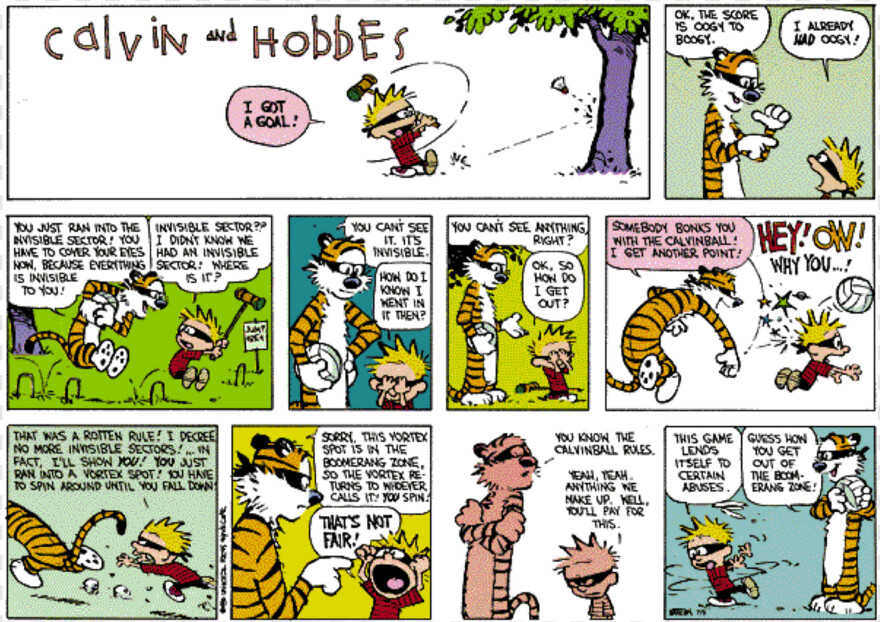 Calvin and Hobbes
I GOT
A GOAL!
OK, THE SCORE
IS OOGY TO
BOOGY.
I ALREADY
HAD OOGY!
YOU JUST RAN INTO THE
INVISIBLE SECTOR! YOU
HAVE TO COVER YOUR EYES
NOW, BECAUSE EVERYTHING
IS INVISIBLE
TO YOU!
INVISIBLE SECTOR??
I DIDN'T KNOW WE
HAD AN INVISIBLE
SECTOR! WHERE
IS IT?
YOU CAN'T SEE
IT. IT'S
INVISIBLE.
HOW DO I
KNOW I
WENT IN
IT THEN?
YOU CAN'T SEE ANYTHING,
RIGHT?
OK, SO
HOW DO
I GET
OUT?
SOMEBODY BONKS YOU
WITH THE CALVINBALL!
I GET ANOTHER POINT!
HEY! OW!
WHY YOU...!
THAT WAS A ROTTEN RULE! I DECREE
NO MORE INVISIBLE SECTORS!... IN
FACT, I'LL SHOW YOU! YOU JUST
RAN INTO A VORTEX SPOT! YOU HAVE
TO SPIN AROUND UNTIL YOU FALL DOWN!
SORRY, THIS VORTEX
SPOT IS IN THE
BOOMERANG ZONE,
SO THE VORTEX RE-
TURNS TO WHOEVER
CALLS IT! YOU SPIN!
THAT'S NOT
FAIR!
YOU KNOW THE
CALVINBALL RULES.
YEAH, YEAH.
ANYTHING WE
MAKE UP. WELL,
YOU'LL PAY FOR
THIS.
THIS GAME
LENDS
ITSELF TO
CERTAIN
ABUSES.
GUESS HOW
YOU GET
OUT OF
THE BOOM-
ERANG ZONE!